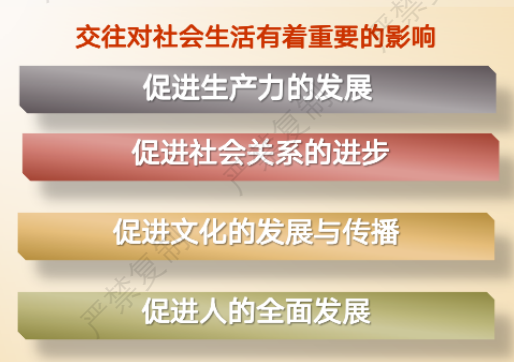 交往对社会生活有着重要的影响
促进生产力的发展
促进社会关系的进步
促进文化的发展与传播
促进人的全面发展
严禁复制
严禁复制